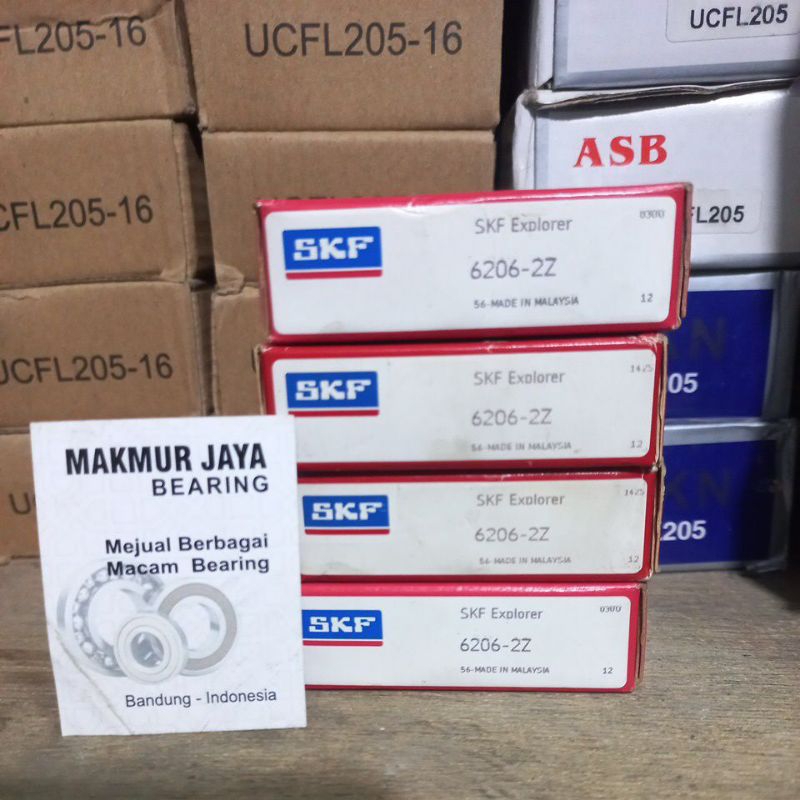 FL205-16
UCFL205-16
UCFL205
CFL205-16
ASB
FL205
SKF
SKF Explorer
0300
6206-2Z
56-MADE IN MALAYSIA
12
UCFL205-16
05
SKF
SKF Explorer
1425
6206-2Z
56-MADE IN MALAYSIA
12
SKF
SKF Explorer
1425
6206-2Z
56-MADE IN MALAYSIA
12
205
SKF
SKF Explorer
0300
6206-2Z
56-MADE IN MALAYSIA
12
MAKMUR JAYA
BEARING
Mejual Berbagai
Macam Bearing
Bandung - Indonesia